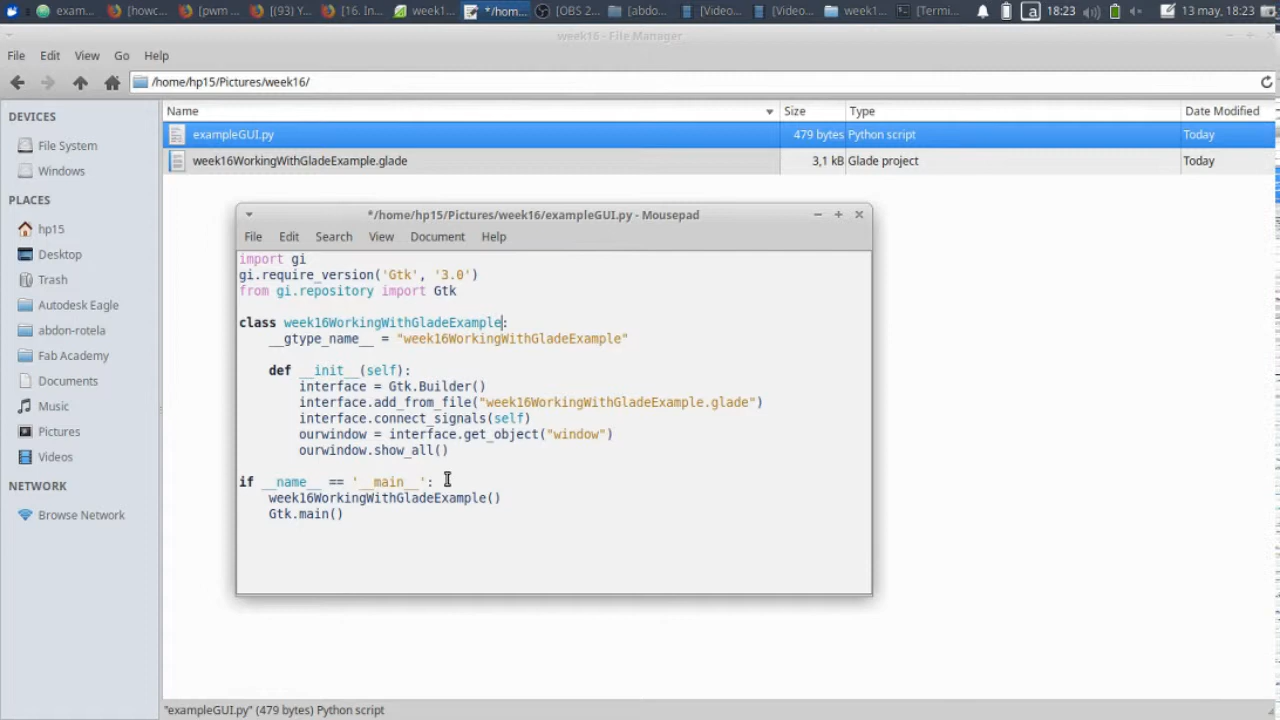 exam...
[howc...
[pwm ...
[(93) Y...
[16. In...
week1...
*/hom...
[OBS 2...
[abdo...
[Video...
[Video...
week1...
[Termi...
a
18:23
13 may, 18:23
week16 - File Manager
File Edit View Go Help
/home/hp15/Pictures/week16/
DEVICES
File System
Windows
PLACES
hp15
Desktop
Trash
Autodesk Eagle
abdon-rotela
Fab Academy
Documents
Music
Pictures
Videos
NETWORK
Browse Network
Name Size Type Date Modified
exampleGUI.py 479 bytes Python script Today
week16WorkingWithGladeExample.glade 3,1 kB Glade project Today
*/home/hp15/Pictures/week16/exampleGUI.py - Mousepad
File Edit Search View Document Help
import gi
gi.require_version('Gtk', '3.0')
from gi.repository import Gtk
class week16WorkingWithGladeExample:
__gtype_name__ = "week16WorkingWithGladeExample"
def __init__(self):
interface = Gtk.Builder()
interface.add_from_file("week16WorkingWithGladeExample.glade")
interface.connect_signals(self)
ourwindow = interface.get_object("window")
ourwindow.show_all()
if __name__ == '__main__':
week16WorkingWithGladeExample()
Gtk.main()
"exampleGUI.py" (479 bytes) Python script